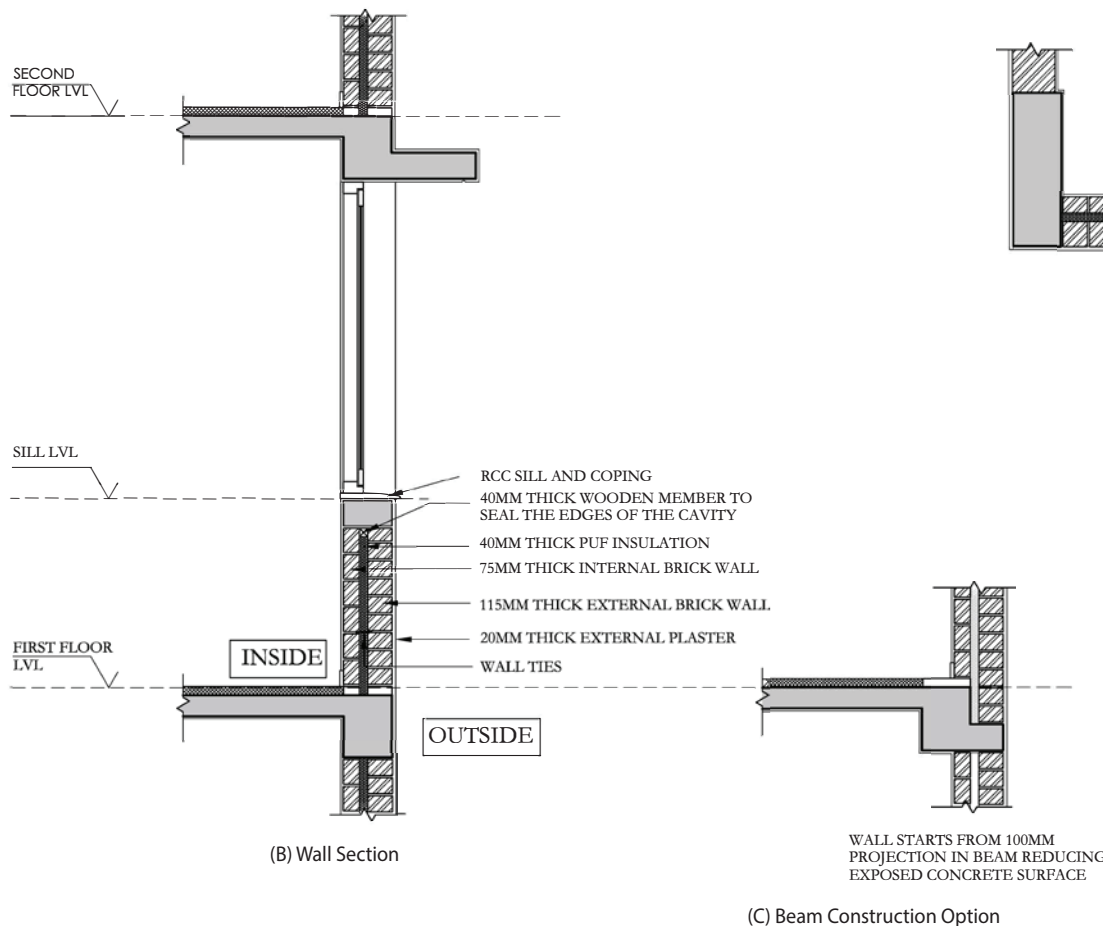 SECOND
FLOOR LVL
SILL LVL
RCC SILL AND COPING
40MM THICK WOODEN MEMBER TO
SEAL THE EDGES OF THE CAVITY
40MM THICK PUF INSULATION
75MM THICK INTERNAL BRICK WALL
115MM THICK EXTERNAL BRICK WALL
20MM THICK EXTERNAL PLASTER
WALL TIES
FIRST FLOOR
LVL
INSIDE
OUTSIDE
(B) Wall Section
WALL STARTS FROM 100MM
PROJECTION IN BEAM REDUCING
EXPOSED CONCRETE SURFACE
(C) Beam Construction Option